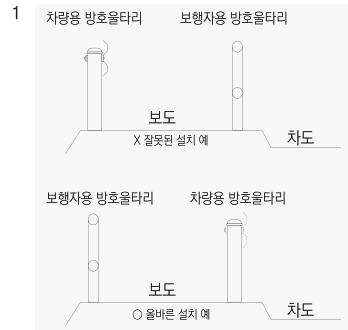 1
차량용 방호울타리 보행자용 방호울타리
보도
X 잘못된 설치 예
차도
보행자용 방호울타리 차량용 방호울타리
보도
○ 올바른 설치 예
차도